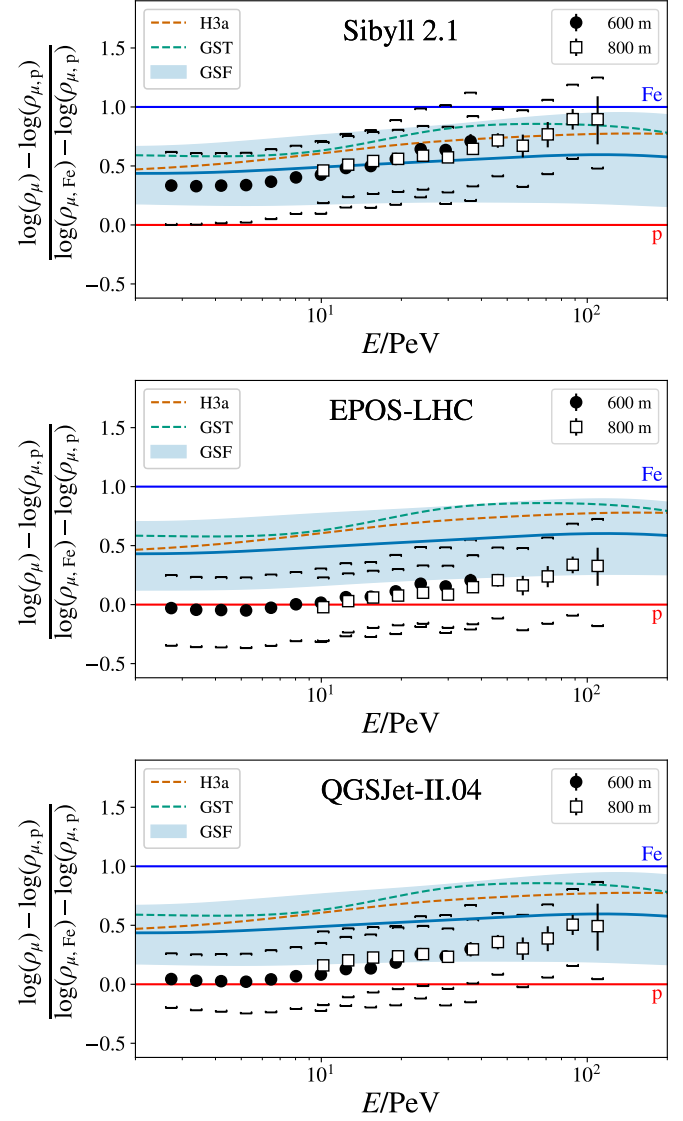 Sibyll 2.1
H3a
GST
GSF
600 m
800 m
Fe
p
1.5
1.0
0.5
0.0
−0.5
10¹
10²
E/PeV
log(ρμ) − log(ρμ, p)
log(ρμ, Fe) − log(ρμ, p)
EPOS-LHC
H3a
GST
GSF
600 m
800 m
Fe
p
1.5
1.0
0.5
0.0
−0.5
10¹
10²
E/PeV
log(ρμ) − log(ρμ, p)
log(ρμ, Fe) − log(ρμ, p)
QGSJet-II.04
H3a
GST
GSF
600 m
800 m
Fe
p
1.5
1.0
0.5
0.0
−0.5
10¹
10²
E/PeV
log(ρμ) − log(ρμ, p)
log(ρμ, Fe) − log(ρμ, p)